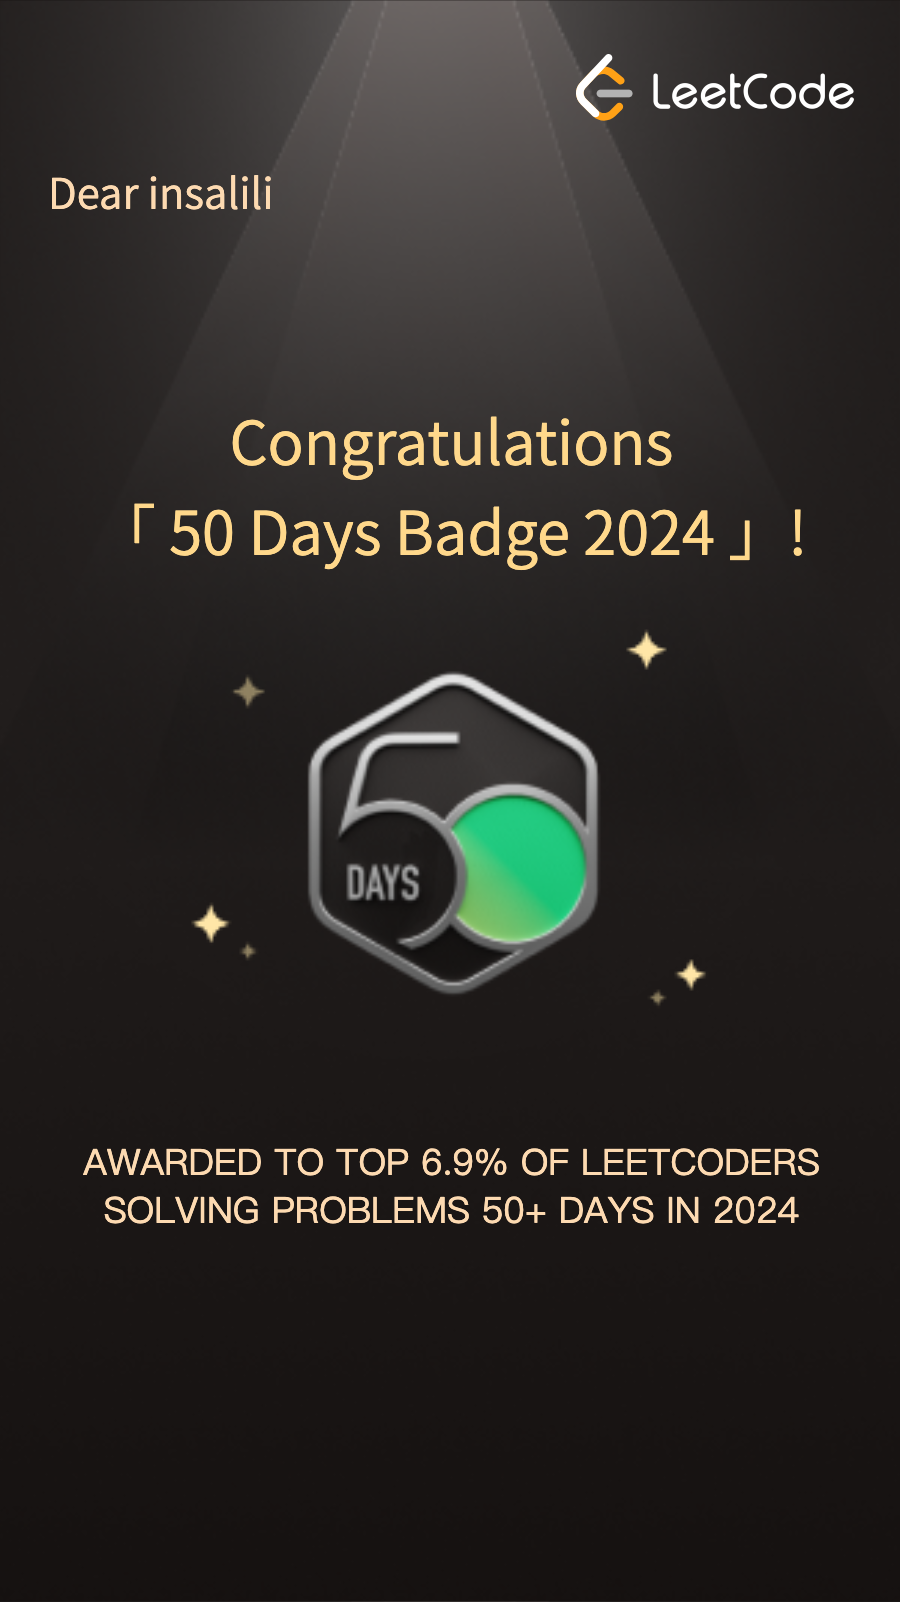 LeetCode
Dear insalili
Congratulations
「 50 Days Badge 2024 」 !
50
DAYS
AWARDED TO TOP 6.9% OF LEETCODERS
SOLVING PROBLEMS 50+ DAYS IN 2024